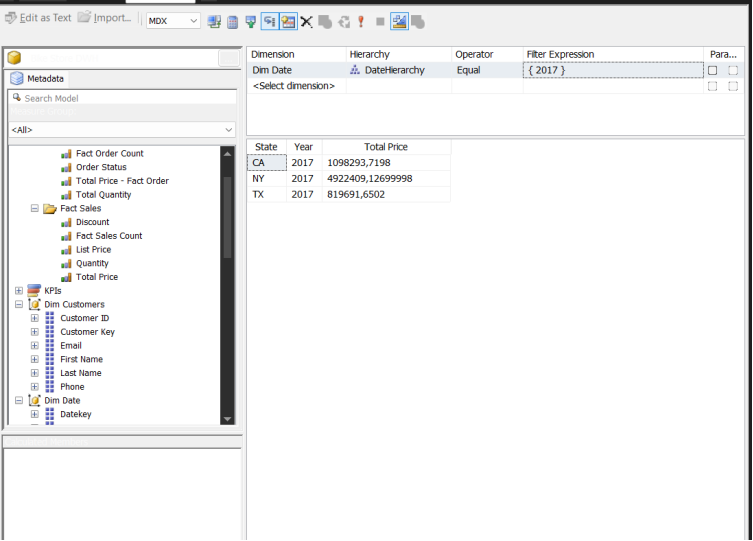 Edit as Text Import... MDX
Metadata
Search Model
<All>
Fact Order Count
Order Status
Total Price - Fact Order
Total Quantity
Fact Sales
Discount
Fact Sales Count
List Price
Quantity
Total Price
KPIs
Dim Customers
Customer ID
Customer Key
Email
First Name
Last Name
Phone
Dim Date
Datekey
Dimension Hierarchy Operator Filter Expression Para...
Dim Date DateHierarchy Equal { 2017 }
<Select dimension>
State Year Total Price
CA 2017 1098293,7198
NY 2017 4922409,12699998
TX 2017 819691,6502